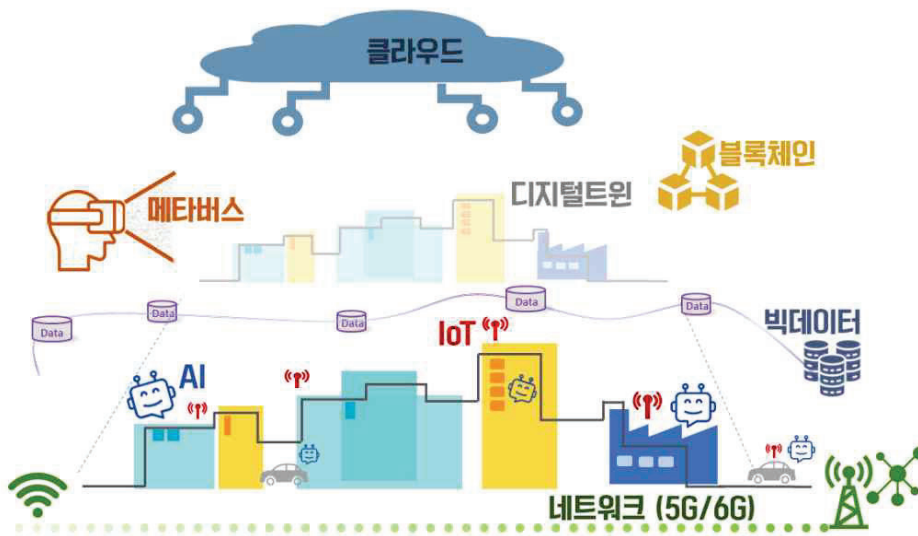 클라우드
블록체인
디지털트윈
메타버스
Data
Data
Data
Data
Data
빅데이터
IoT
AI
네트워크 (5G/6G)